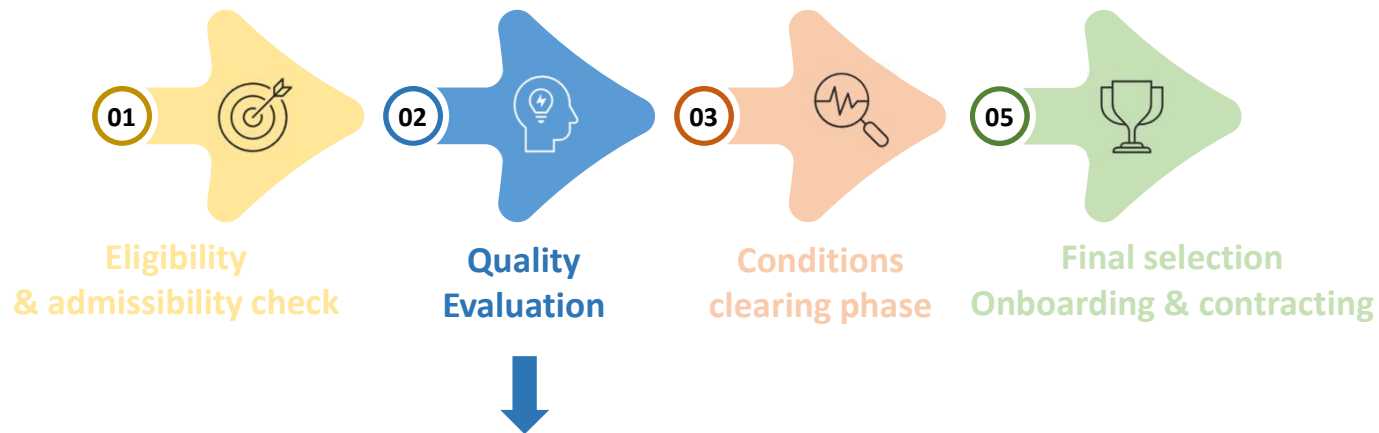 01
02
03
05
Eligibility
& admissibility check
Quality
Evaluation
Conditions
clearing phase
Final selection
Onboarding & contracting